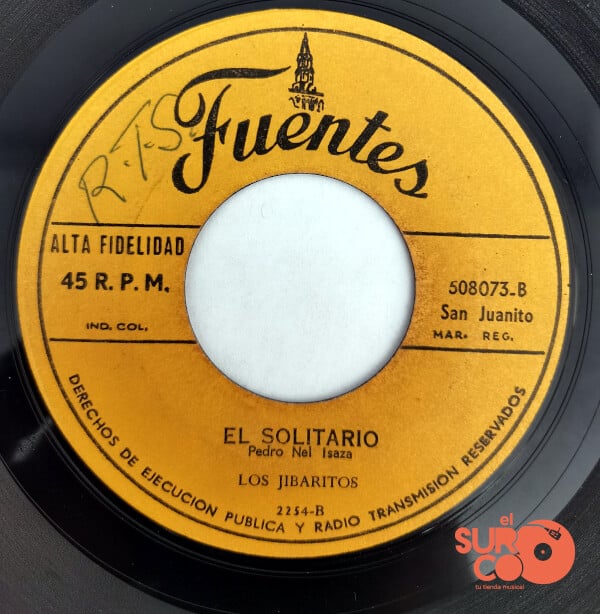 R.T.S.
Fuentes
ALTA FIDELIDAD
45 R. P. M.
IND. COL.
508073-B
San Juanito
MAR. REG.
EL SOLITARIO
Pedro Nel Isaza
LOS JIBARITOS
2254-B
DERECHOS DE EJECUCION PUBLICA Y RADIO TRANSMISION RESERVADOS
el
SURCO
tu tienda musical